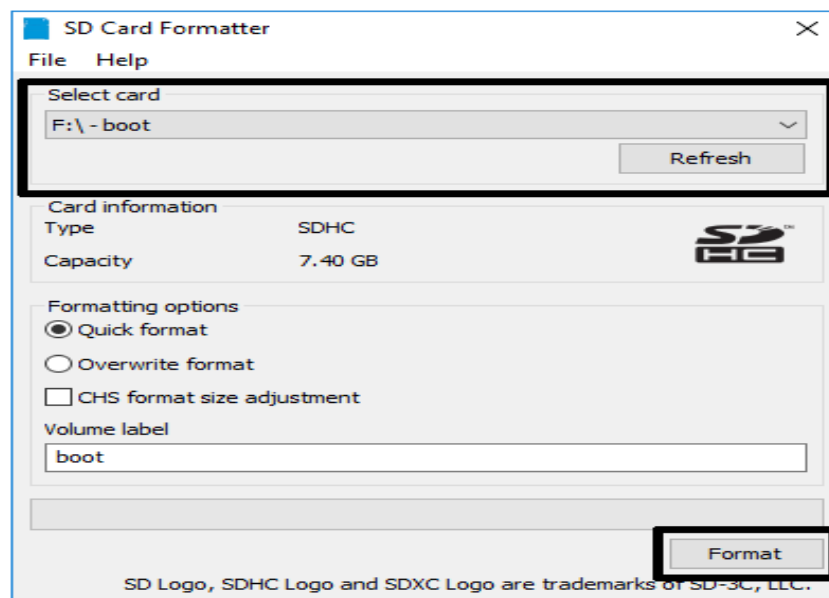 SD Card Formatter
File Help
Select card
F:\ - boot
Refresh
Card information
Type SDHC
Capacity 7.40 GB
SD™
HC
Formatting options
Quick format
Overwrite format
CHS format size adjustment
Volume label
boot
Format
SD Logo, SDHC Logo and SDXC Logo are trademarks of SD-3C, LLC.